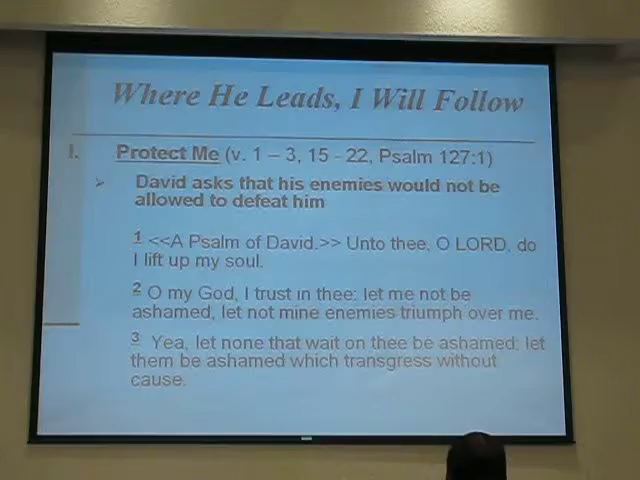 Where He Leads, I Will Follow
I. Protect Me (v. 1 – 3, 15 - 22, Psalm 127:1)
➢ David asks that his enemies would not be
allowed to defeat him
1 <<A Psalm of David.>> Unto thee, O LORD, do
I lift up my soul.
2 O my God, I trust in thee: let me not be
ashamed, let not mine enemies triumph over me.
3 Yea, let none that wait on thee be ashamed: let
them be ashamed which transgress without
cause.